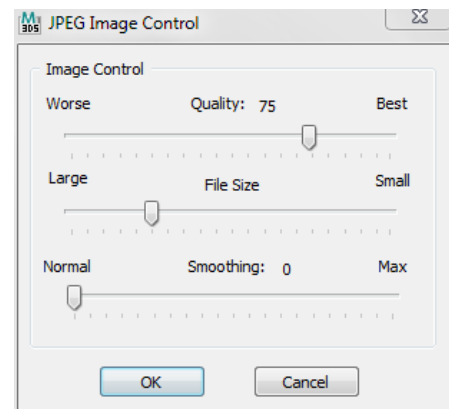 M 3DS JPEG Image Control
Image Control
Worse Quality: 75 Best
Large File Size Small
Normal Smoothing: 0 Max
OK Cancel